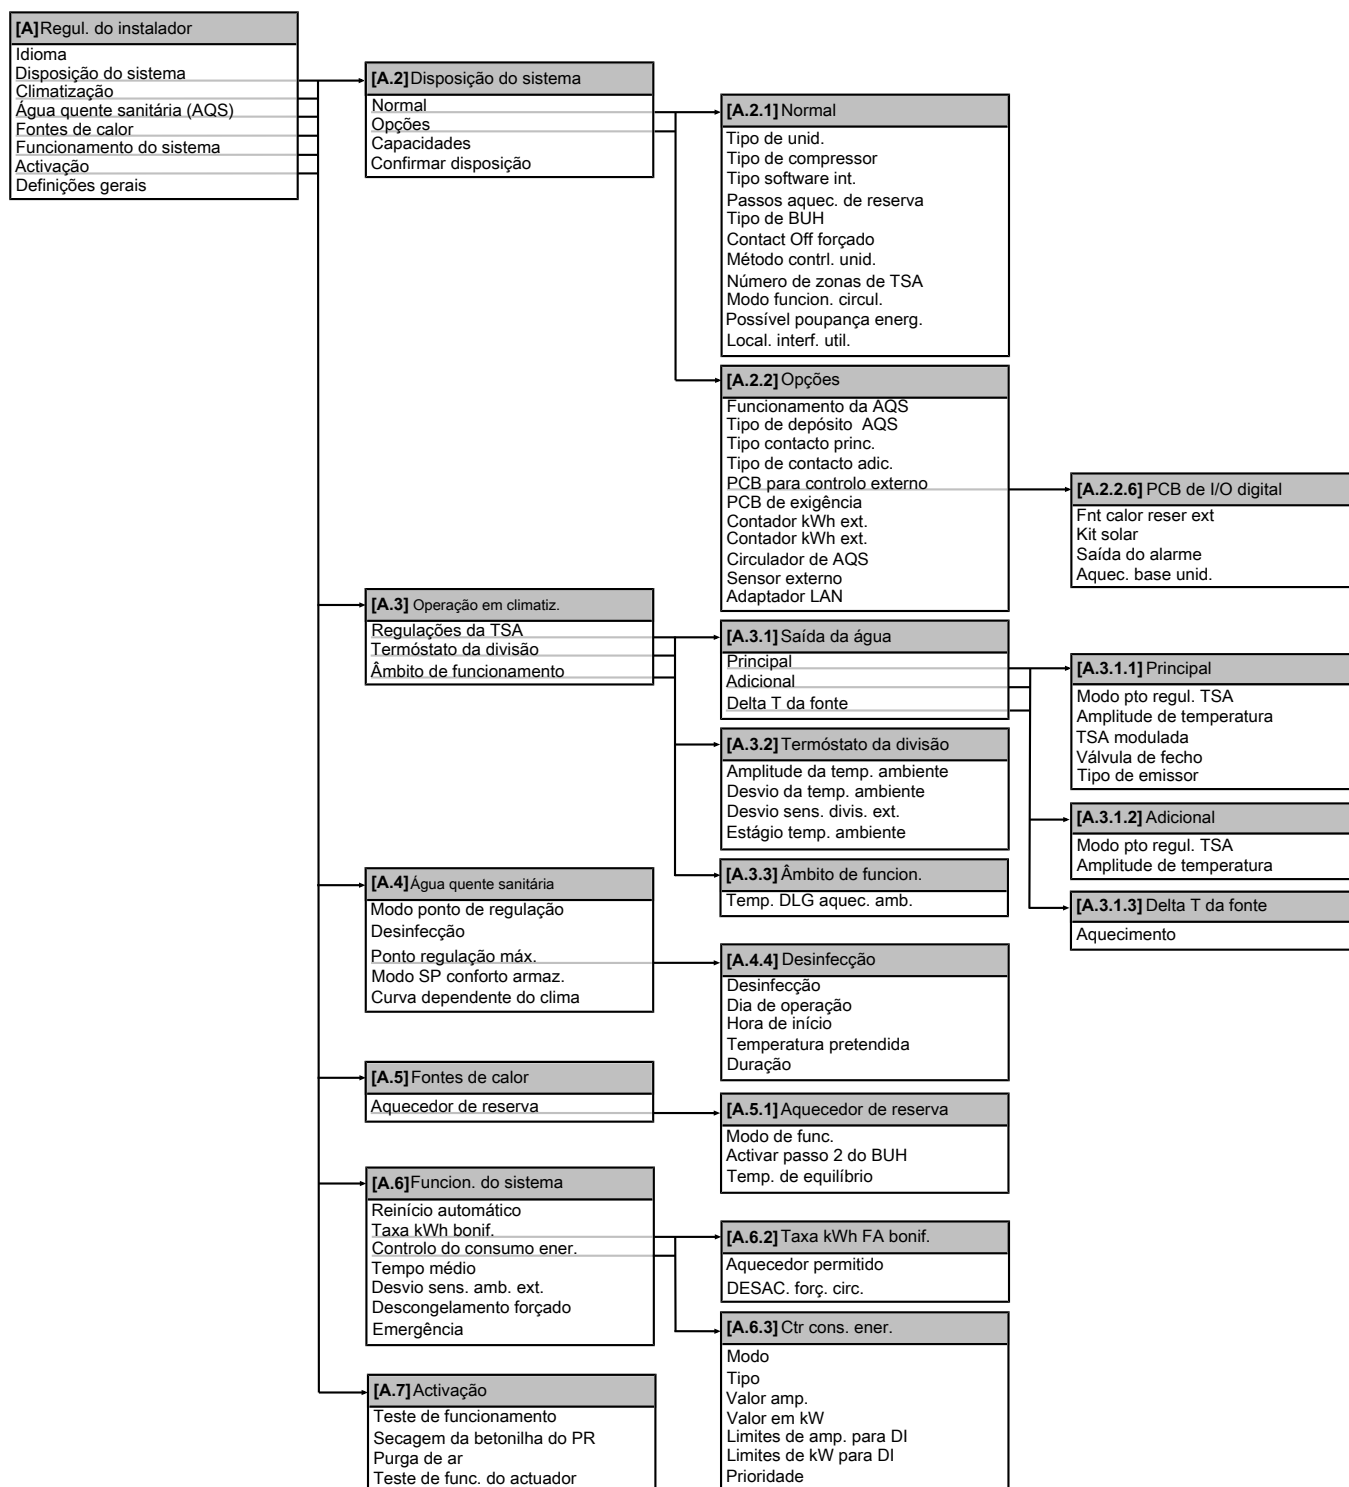 [A] Regul. do instalador
Idioma
Disposição do sistema
Climatização
Água quente sanitária (AQS)
Fontes de calor
Funcionamento do sistema
Activação
Definições gerais
[A.2] Disposição do sistema
Normal
Opções
Capacidades
Confirmar disposição
[A.2.1] Normal
Tipo de unid.
Tipo de compressor
Tipo software int.
Passos aquec. de reserva
Tipo de BUH
Contact Off forçado
Método contrl. unid.
Número de zonas de TSA
Modo funcion. circul.
Possível poupança energ.
Local. interf. util.
[A.2.2] Opções
Funcionamento da AQS
Tipo de depósito AQS
Tipo contacto princ.
Tipo de contacto adic.
PCB para controlo externo
PCB de exigência
Contador kWh ext.
Contador kWh ext.
Circulador de AQS
Sensor externo
Adaptador LAN
[A.2.2.6] PCB de I/O digital
Fnt calor reser ext
Kit solar
Saída do alarme
Aquec. base unid.
[A.3] Operação em climatiz.
Regulações da TSA
Termóstato da divisão
Âmbito de funcionamento
[A.3.1] Saída da água
Principal
Adicional
Delta T da fonte
[A.3.1.1] Principal
Modo pto regul. TSA
Amplitude de temperatura
TSA modulada
Válvula de fecho
Tipo de emissor
[A.3.2] Termóstato da divisão
Amplitude da temp. ambiente
Desvio da temp. ambiente
Desvio sens. divis. ext.
Estágio temp. ambiente
[A.3.1.2] Adicional
Modo pto regul. TSA
Amplitude de temperatura
[A.3.3] Âmbito de funcion.
Temp. DLG aquec. amb.
[A.3.1.3] Delta T da fonte
Aquecimento
[A.4] Água quente sanitária
Modo ponto de regulação
Desinfecção
Ponto regulação máx.
Modo SP conforto armaz.
Curva dependente do clima
[A.4.4] Desinfecção
Desinfecção
Dia de operação
Hora de início
Temperatura pretendida
Duração
[A.5] Fontes de calor
Aquecedor de reserva
[A.5.1] Aquecedor de reserva
Modo de func.
Activar passo 2 do BUH
Temp. de equilíbrio
[A.6] Funcion. do sistema
Reinício automático
Taxa kWh bonif.
Controlo do consumo ener.
Tempo médio
Desvio sens. amb. ext.
Descongelamento forçado
Emergência
[A.6.2] Taxa kWh FA bonif.
Aquecedor permitido
DESAC. forç. circ.
[A.6.3] Ctr cons. ener.
Modo
Tipo
Valor amp.
Valor em kW
Limites de amp. para DI
Limites de kW para DI
Prioridade
[A.7] Activação
Teste de funcionamento
Secagem da betonilha do PR
Purga de ar
Teste de func. do actuador